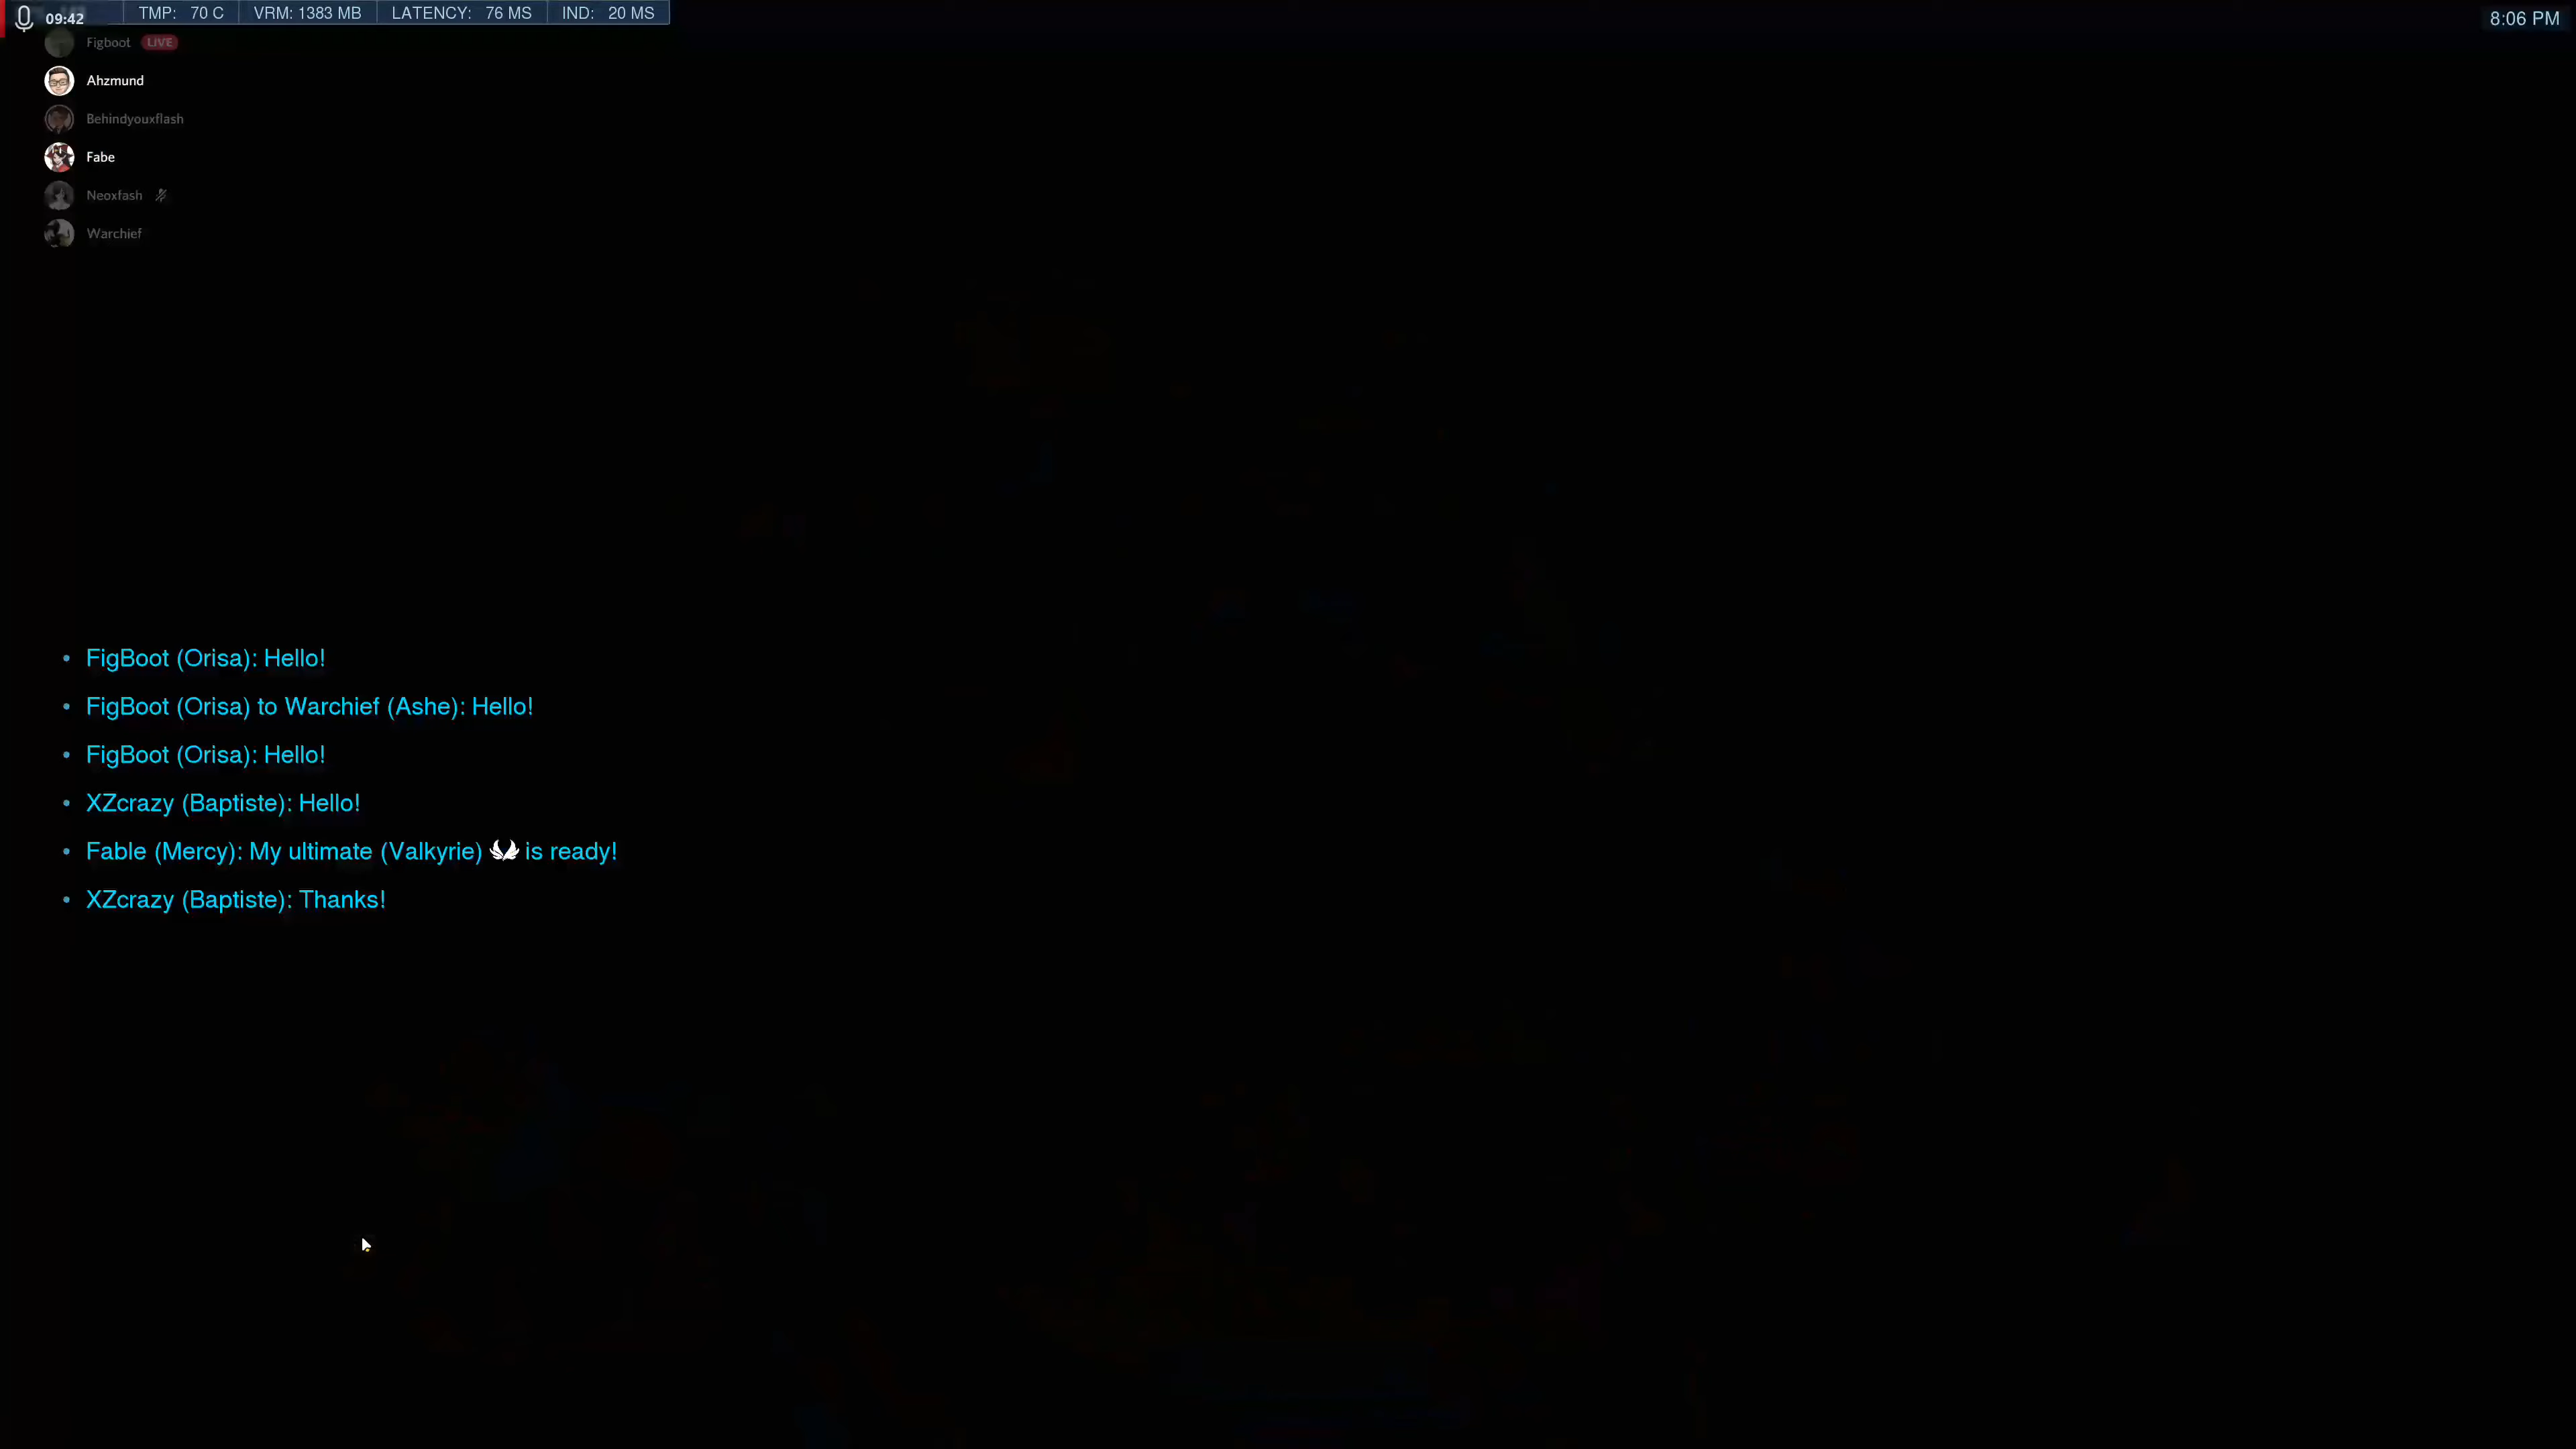 09:42 TMP: 70 C VRM: 1383 MB LATENCY: 76 MS IND: 20 MS 8:06 PM
Figboot LIVE
Ahzmund
Behindyouxflash
Fabe
Neoxfash
Warchief
• FigBoot (Orisa): Hello!
• FigBoot (Orisa) to Warchief (Ashe): Hello!
• FigBoot (Orisa): Hello!
• XZcrazy (Baptiste): Hello!
• Fable (Mercy): My ultimate (Valkyrie) is ready!
• XZcrazy (Baptiste): Thanks!